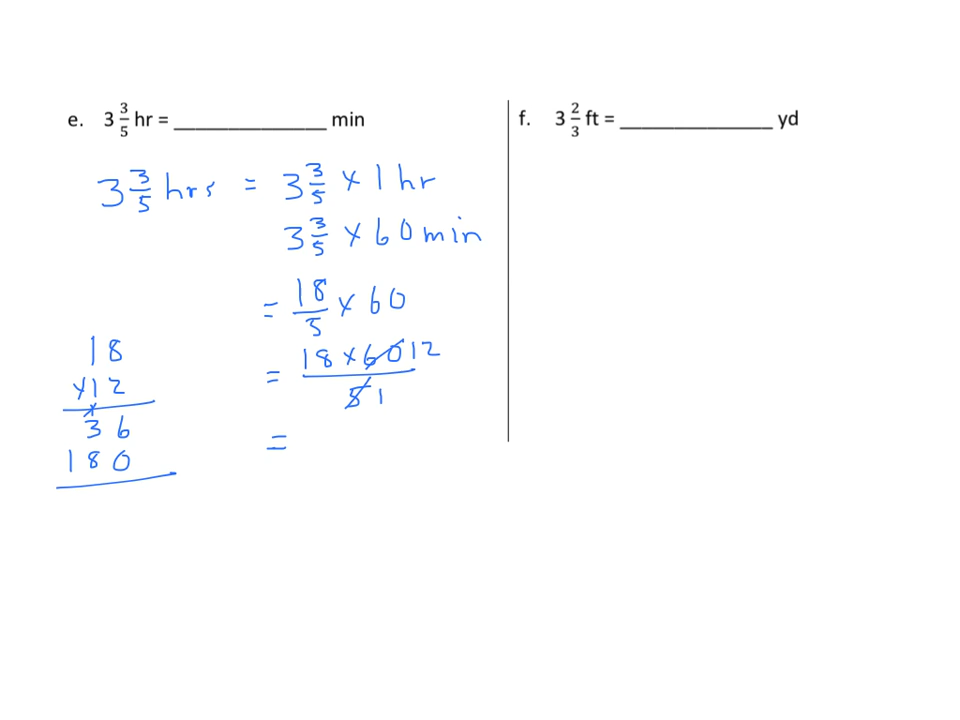 e. 3 3/5 hr = ______________ min
3 3/5 hrs = 3 3/5 × 1 hr
3 3/5 × 60 min
= 18/5 × 60
= 18 × 60 12 / 5 1
=
18
×12
36
180
f. 3 2/3 ft = ______________ yd